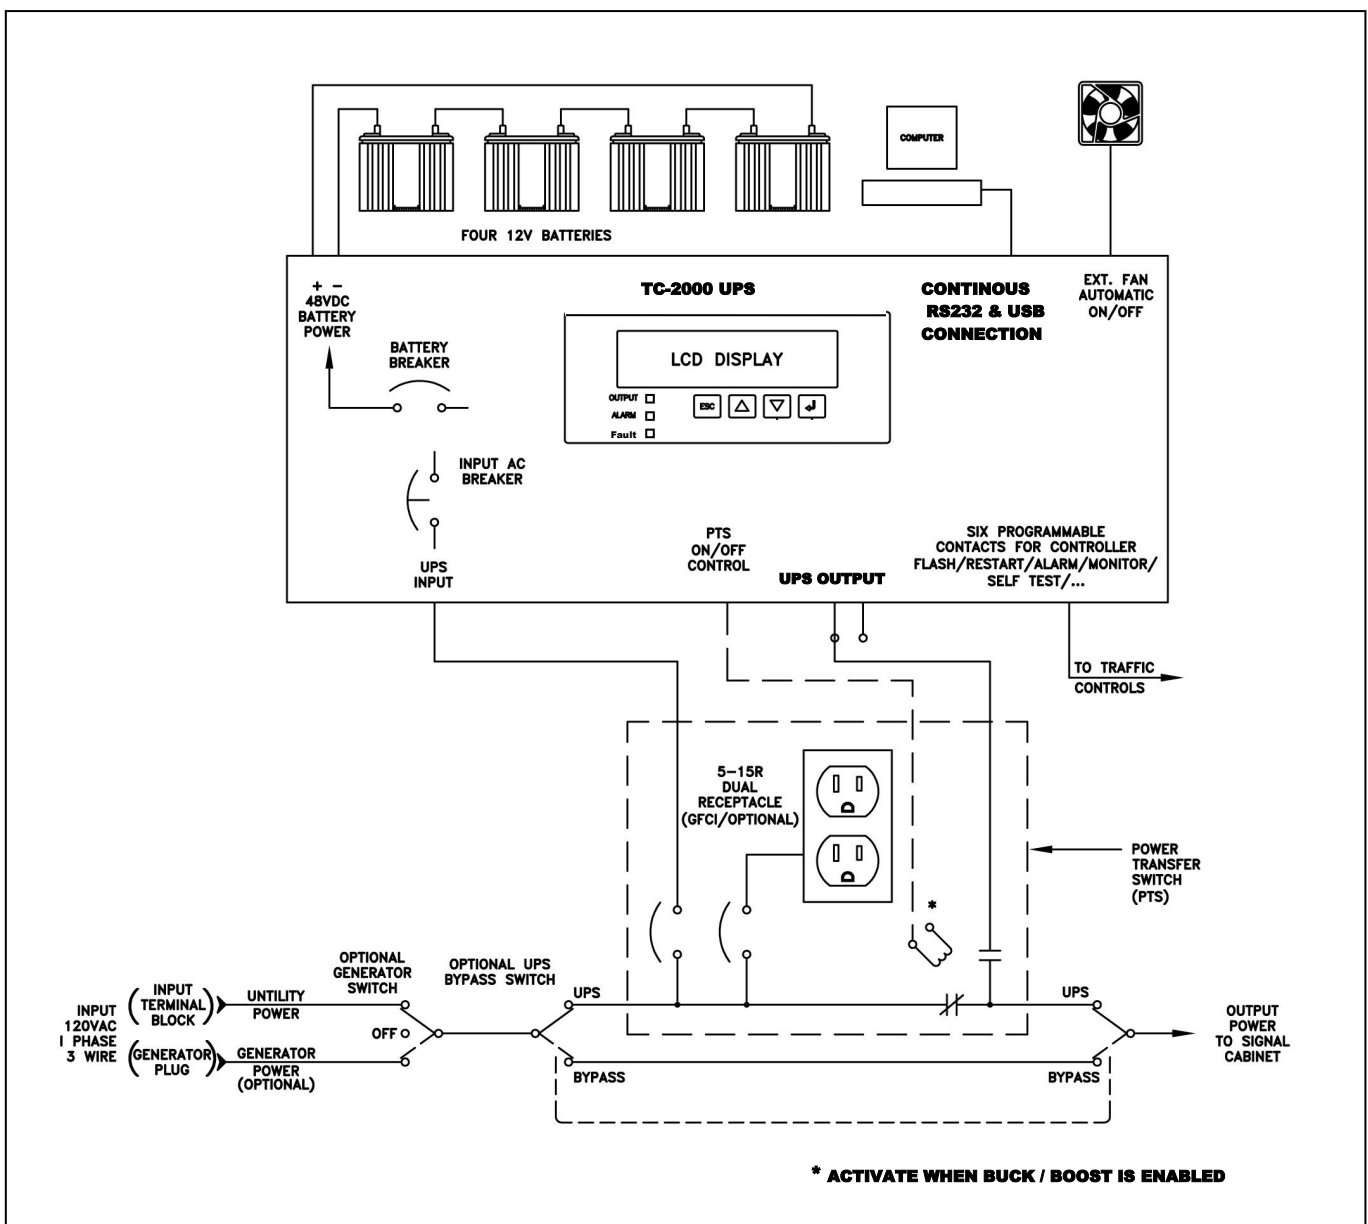 COMPUTER
FOUR 12V BATTERIES
+ -
48VDC
BATTERY
POWER
TC-2000 UPS
CONTINOUS
RS232 & USB
CONNECTION
EXT. FAN
AUTOMATIC
ON/OFF
BATTERY
BREAKER
LCD DISPLAY
OUTPUT
ALARM
Fault
ESC
INPUT AC
BREAKER
UPS
INPUT
PTS
ON/OFF
CONTROL
UPS OUTPUT
SIX PROGRAMMABLE
CONTACTS FOR CONTROLLER
FLASH/RESTART/ALARM/MONITOR/
SELF TEST/...
TO TRAFFIC
CONTROLS
5-15R
DUAL
RECEPTACLE
(GFCI/OPTIONAL)
D
D
POWER
TRANSFER
SWITCH
(PTS)
*
OPTIONAL
GENERATOR
SWITCH
OPTIONAL UPS
BYPASS SWITCH
INPUT
120VAC
I PHASE
3 WIRE
(INPUT
TERMINAL
BLOCK)
UNTILITY
POWER
OFF
(GENERATOR
PLUG)
GENERATOR
POWER
(OPTIONAL)
UPS
BYPASS
UPS
BYPASS
OUTPUT
POWER
TO SIGNAL
CABINET
* ACTIVATE WHEN BUCK / BOOST IS ENABLED